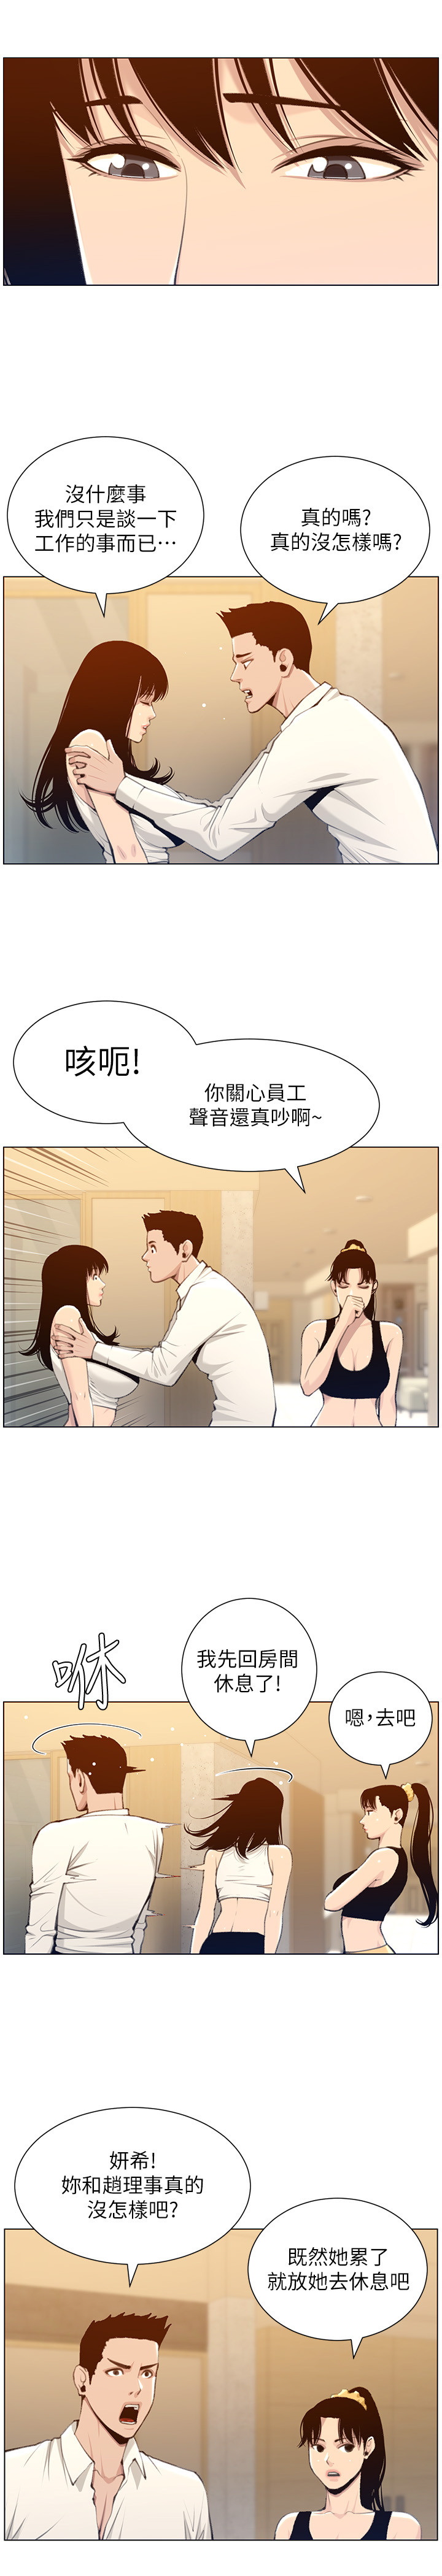 沒什麼事
我們只是談一下
工作的事而已…
真的嗎?
真的沒怎樣嗎?
咳呃!
你關心員工
聲音還真吵啊~
咻
我先回房間
休息了!
嗯,去吧
妍希!
妳和趙理事真的
沒怎樣吧?
既然她累了
就放她去休息吧